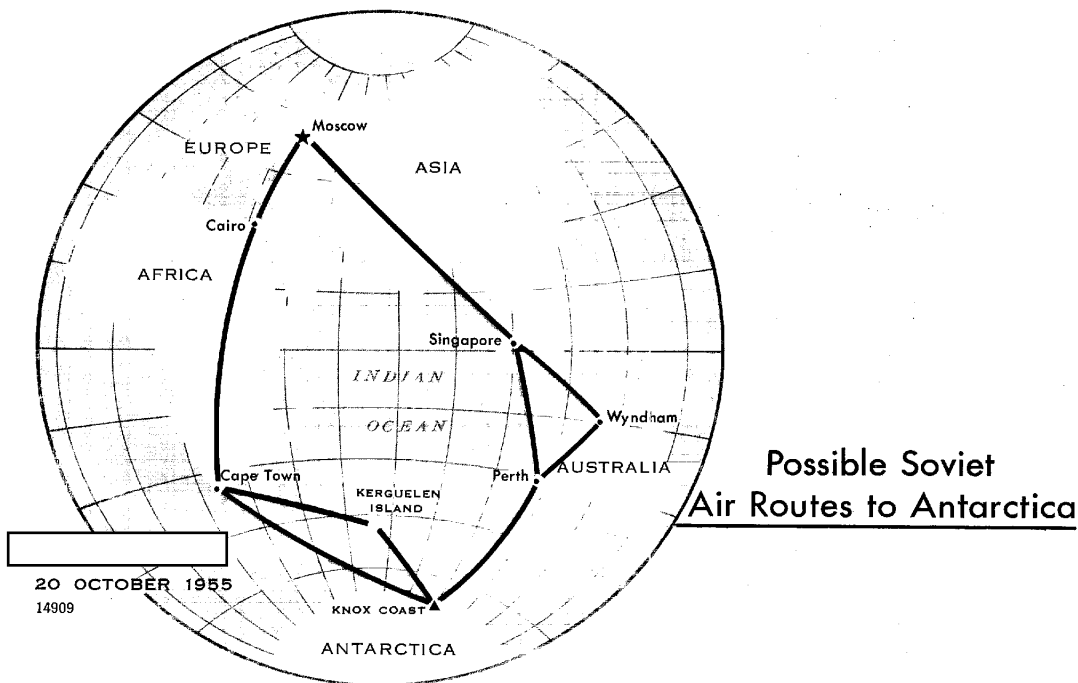 Moscow
EUROPE
ASIA
Cairo
AFRICA
Singapore
INDIAN
OCEAN
Wyndham
AUSTRALIA
Perth
Cape Town
KERGUELEN
ISLAND
Possible Soviet
Air Routes to Antarctica
20 OCTOBER 1955
14909
KNOX COAST
ANTARCTICA